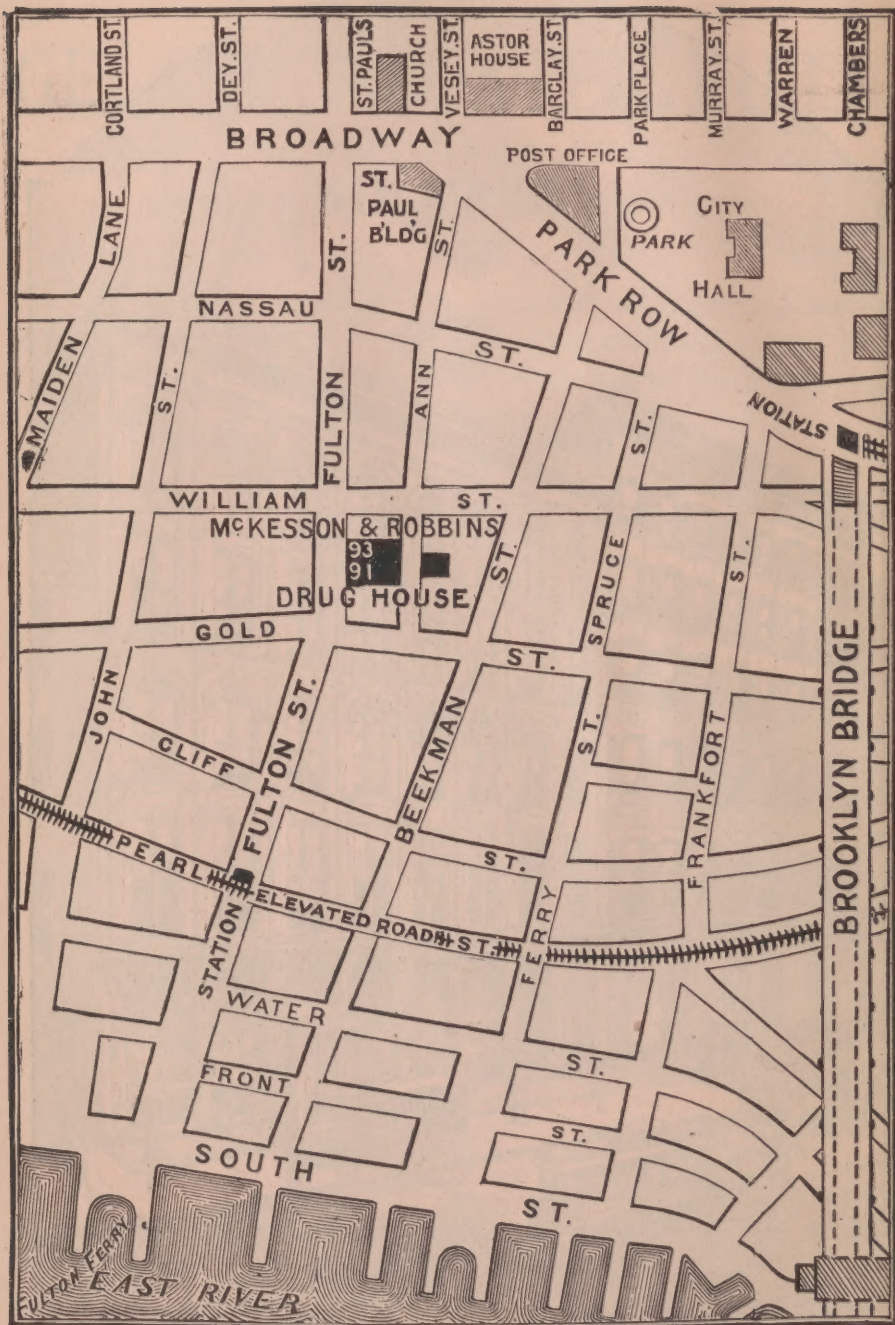 CORTLAND ST.
DEY. ST.
ST. PAULS
CHURCH
VESEY. ST.
ASTOR
HOUSE
BARCLAY. ST
PARK PLACE
MURRAY. ST.
WARREN
CHAMBERS
BROADWAY
POST OFFICE
LANE
ST.
ST.
PAUL
B'LD'G
ST.
PARK ROW
PARK
CITY
HALL
NASSAU
ST.
MAIDEN
ST.
FULTON
ANN
ST.
STATION
WILLIAM
ST.
McKESSON & ROBBINS
93
91
DRUG HOUSE
ST.
SPRUCE
ST.
GOLD
ST.
JOHN
CLIFF
FULTON ST.
BEEKMAN
ST.
ST.
FRANKFORT
BROOKLYN BRIDGE
PEARL
ELEVATED ROAD
ST.
FERRY
STATION
WATER
ST.
FRONT
ST.
SOUTH
ST.
FULTON FERRY
EAST RIVER